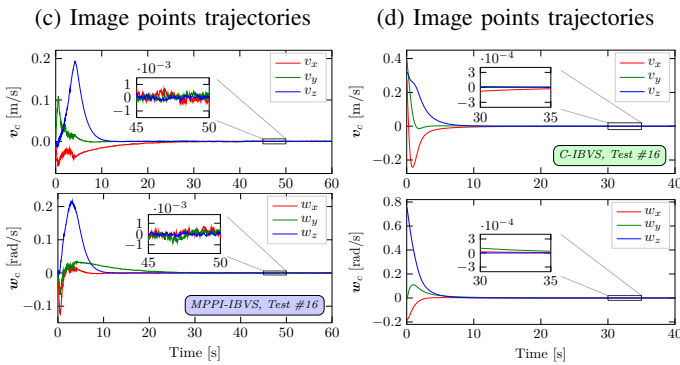 (c) Image points trajectories
(d) Image points trajectories
v_c [m/s]
0.2
0.1
0.0
·10⁻³
1
0
−1
45 50
v_x
v_y
v_z
0 10 20 30 40 50 60
w_c [rad/s]
0.2
0.1
0.0
-0.1
·10⁻³
1
0
−1
45 50
w_x
w_y
w_z
MPPI-IBVS, Test #16
0 10 20 30 40 50 60
Time [s]
v_c [m/s]
0.4
0.2
0.0
−0.2
·10⁻⁴
3
0
−3
30 35
v_x
v_y
v_z
C-IBVS, Test #16
0 10 20 30 40
w_c [rad/s]
0.8
0.6
0.4
0.2
0
−0.2
·10⁻⁴
3
0
−3
30 35
w_x
w_y
w_z
0 10 20 30 40
Time [s]